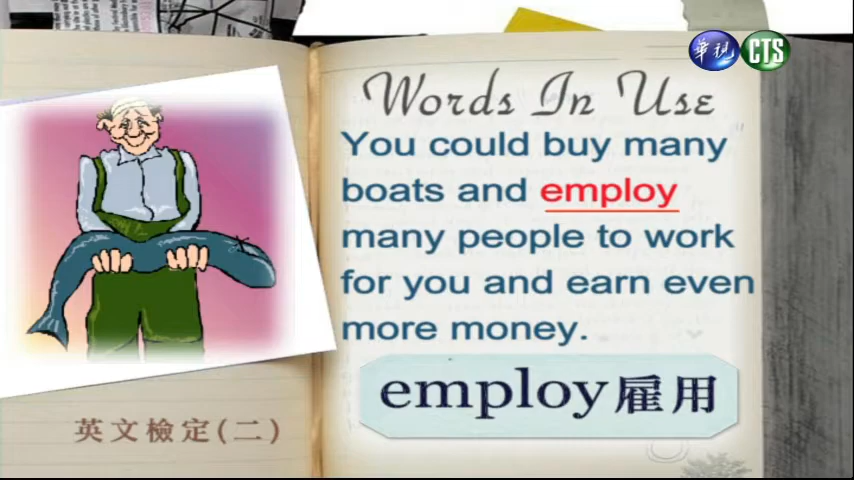 華視 CTS
Words In Use
You could buy many
boats and employ
many people to work
for you and earn even
more money.
employ雇用
英文檢定(二)